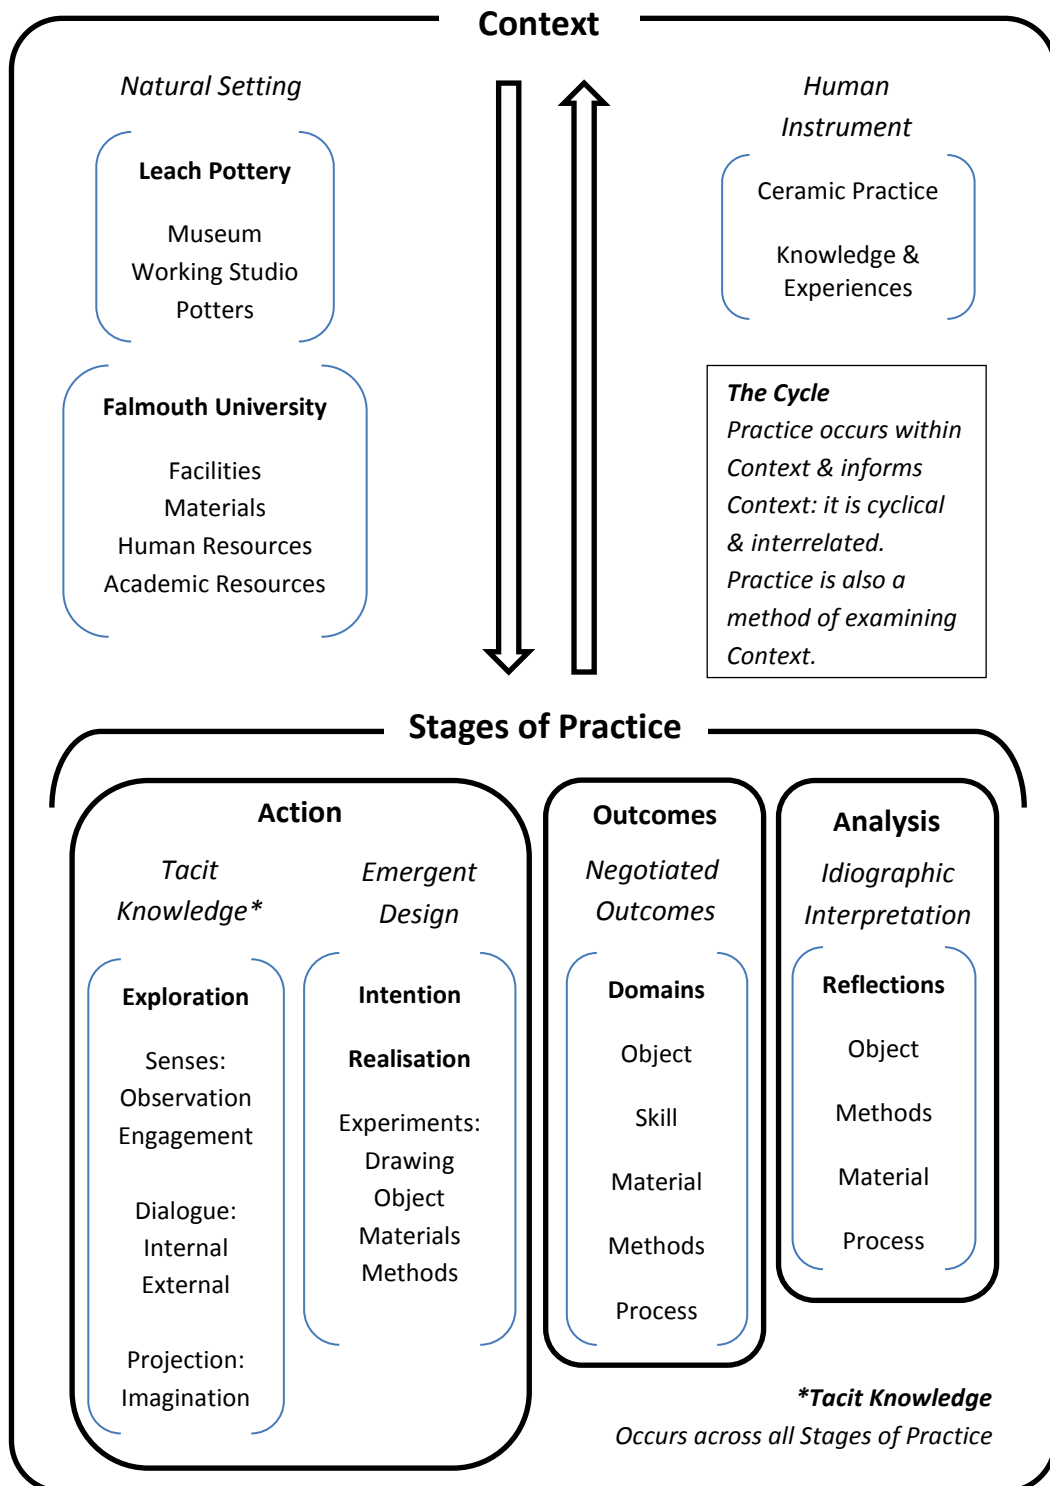 Context
Natural Setting
Leach Pottery
Museum
Working Studio
Potters
Falmouth University
Facilities
Materials
Human Resources
Academic Resources
Human
Instrument
Ceramic Practice
Knowledge &
Experiences
The Cycle
Practice occurs within
Context & informs
Context: it is cyclical
& interrelated.
Practice is also a
method of examining
Context.
Stages of Practice
Action
Tacit
Knowledge*
Exploration
Senses:
Observation
Engagement
Dialogue:
Internal
External
Projection:
Imagination
Emergent
Design
Intention
Realisation
Experiments:
Drawing
Object
Materials
Methods
Outcomes
Negotiated
Outcomes
Domains
Object
Skill
Material
Methods
Process
Analysis
Idiographic
Interpretation
Reflections
Object
Methods
Material
Process
*Tacit Knowledge
Occurs across all Stages of Practice